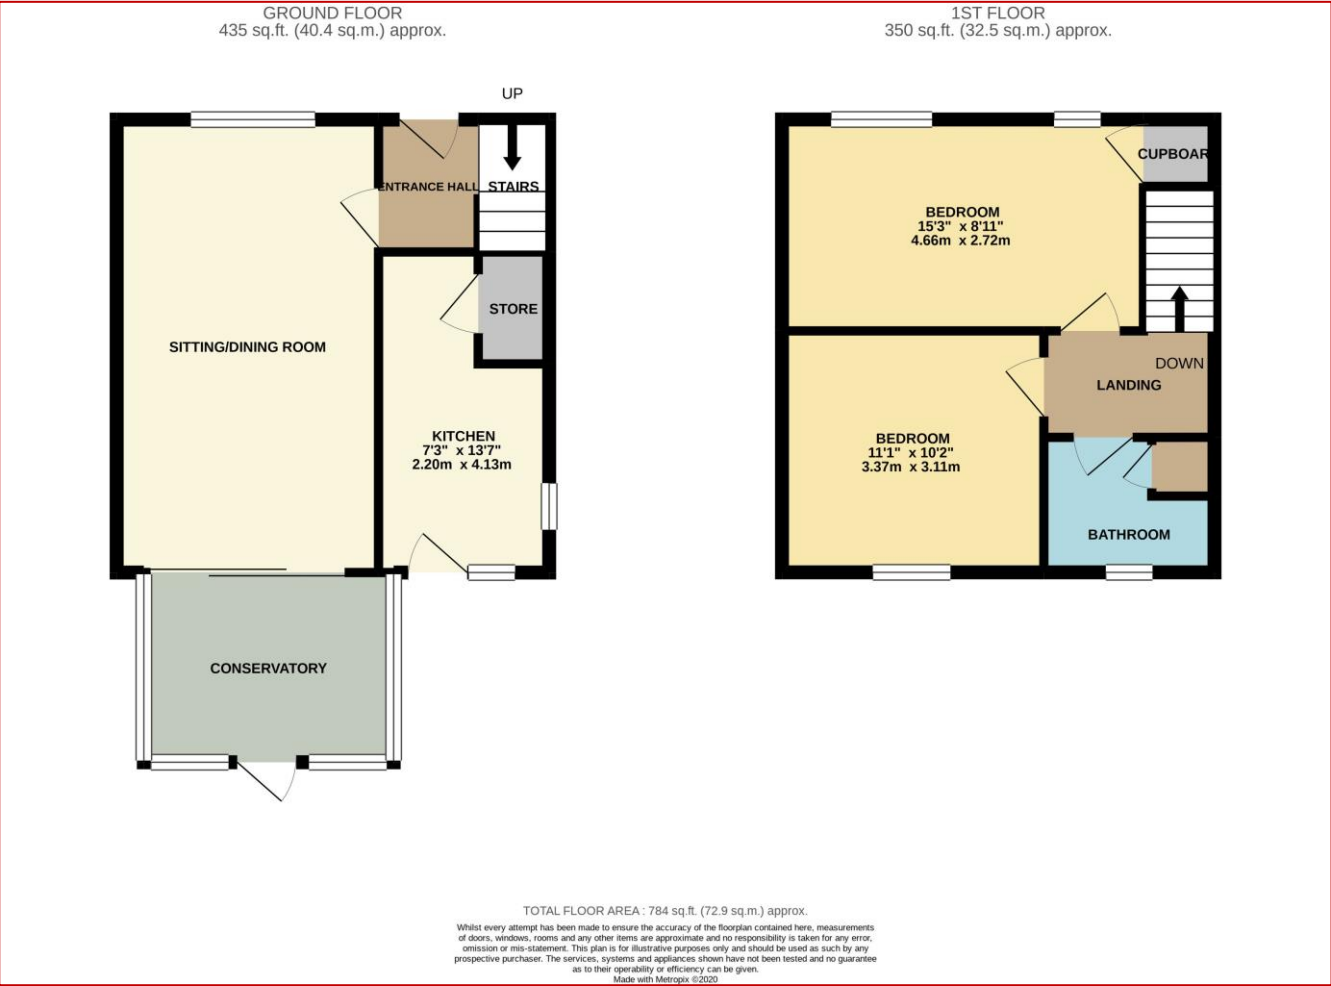 GROUND FLOOR
435 sq.ft. (40.4 sq.m.) approx.
1ST FLOOR
350 sq.ft. (32.5 sq.m.) approx.
UP
ENTRANCE HALL
STAIRS
STORE
SITTING/DINING ROOM
KITCHEN
7'3" x 13'7"
2.20m x 4.13m
CONSERVATORY
CUPBOAR
BEDROOM
15'3" x 8'11"
4.66m x 2.72m
DOWN
LANDING
BEDROOM
11'1" x 10'2"
3.37m x 3.11m
BATHROOM
TOTAL FLOOR AREA : 784 sq.ft. (72.9 sq.m.) approx.
Whilst every attempt has been made to ensure the accuracy of the floorplan contained here, measurements
of doors, windows, rooms and any other items are approximate and no responsibility is taken for any error,
omission or mis-statement. This plan is for illustrative purposes only and should be used as such by any
prospective purchaser. The services, systems and appliances shown have not been tested and no guarantee
as to their operability or efficiency can be given.
Made with Metropix ©2020